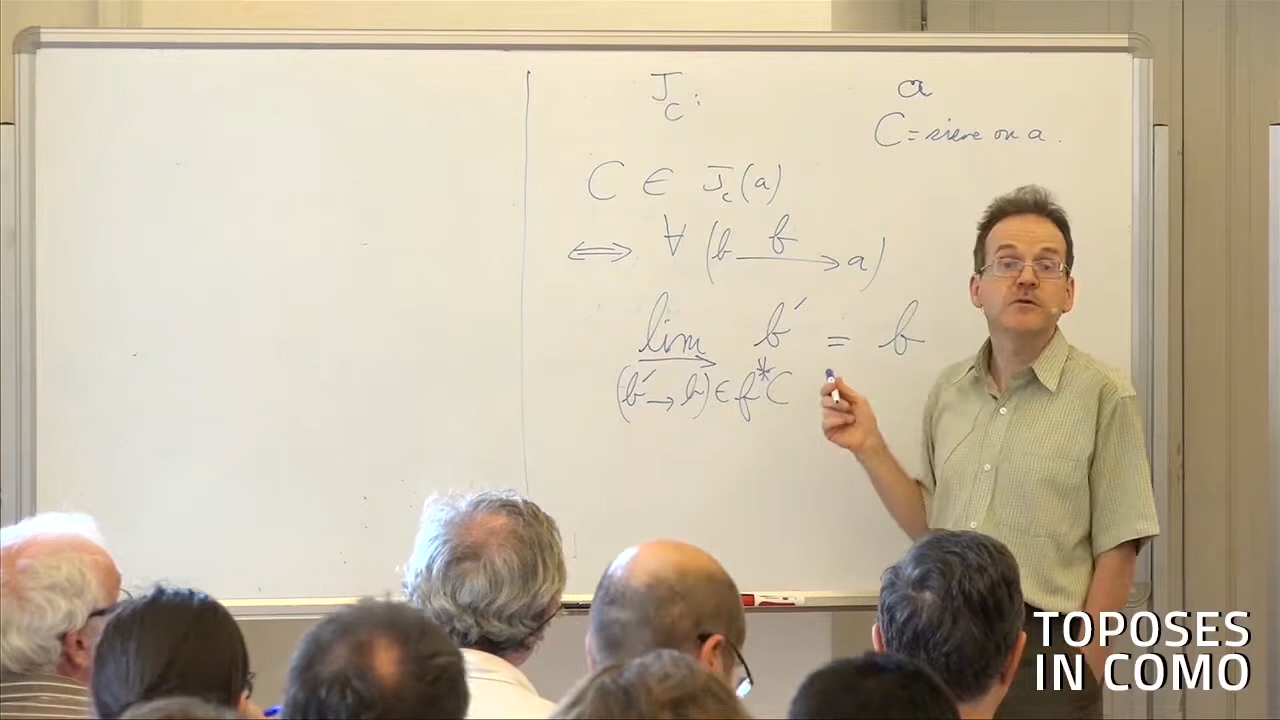 J_c : a
C = sieve on a.
C ∈ J_c(a)
⇔ ∀ (b —f→ a)
lim b′ = b
(b′ → b) ∈ f*C
TOPOSES
IN COMO